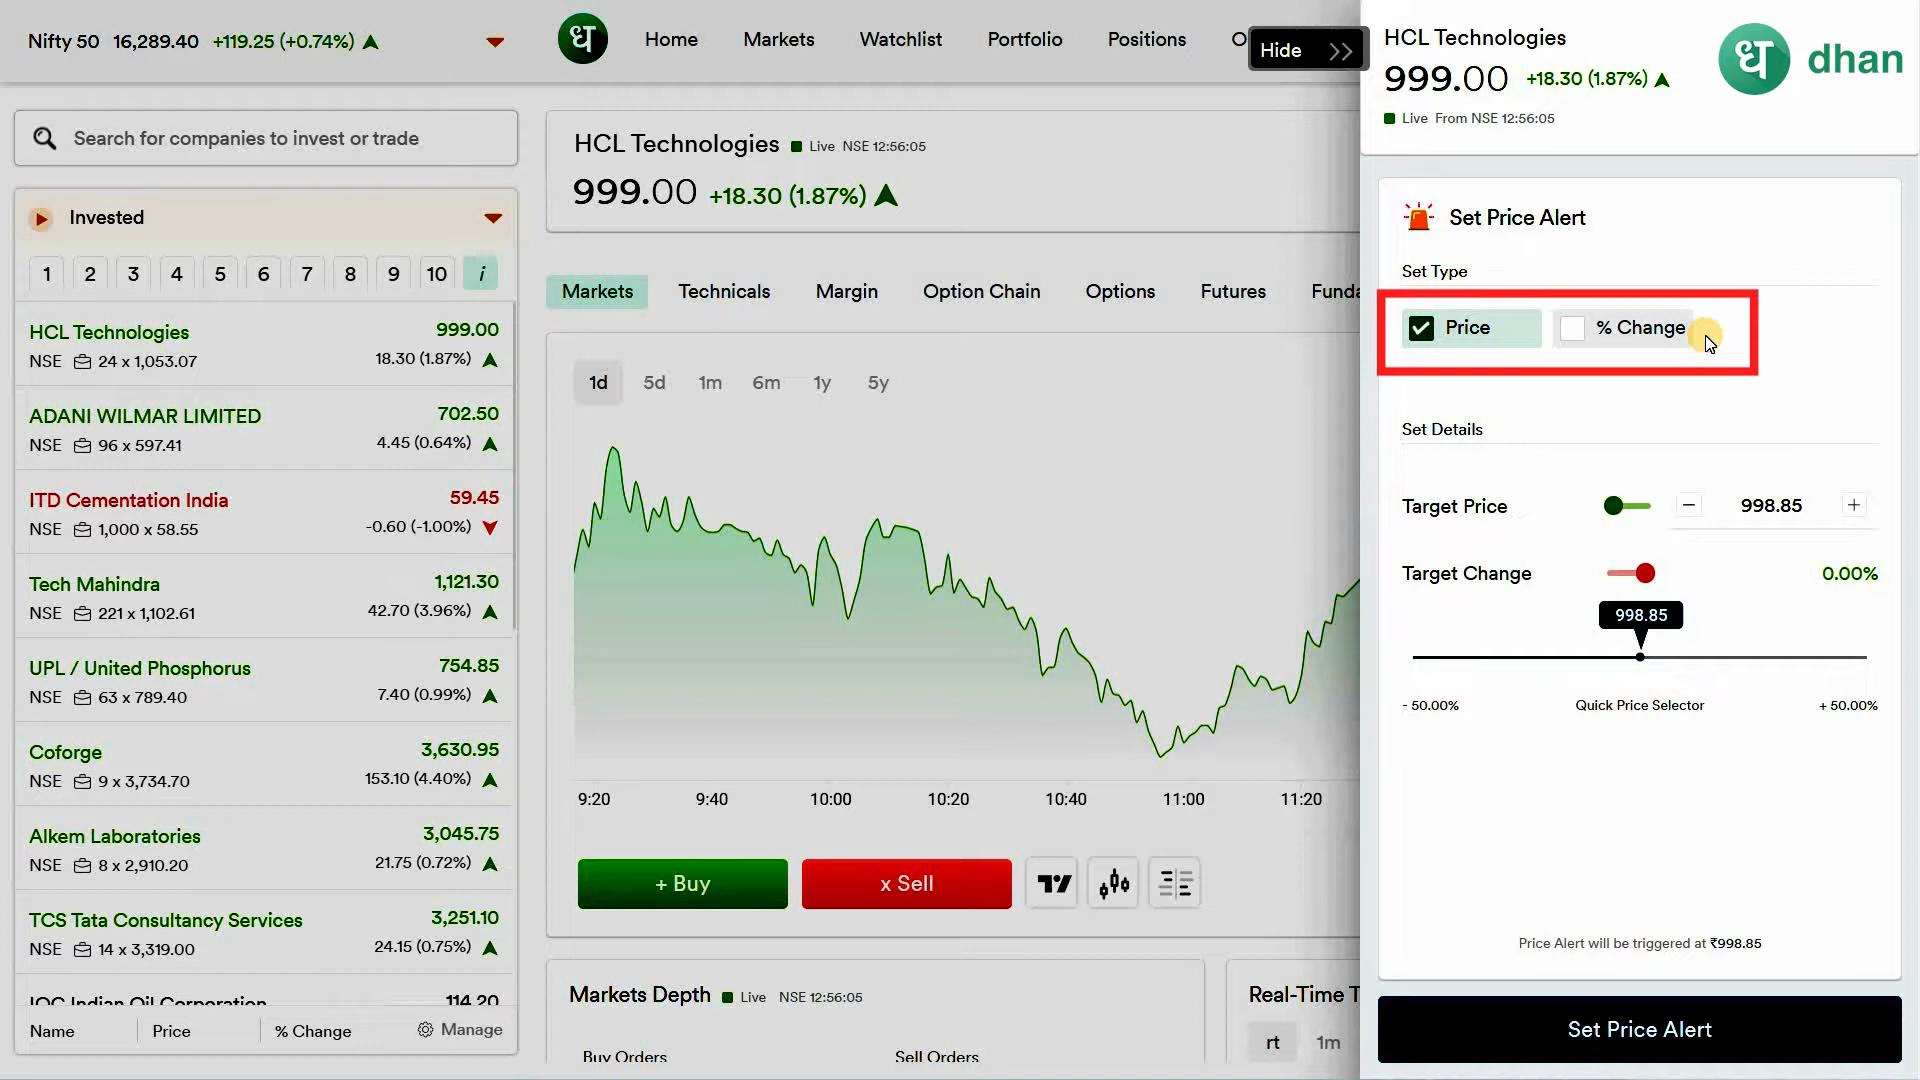 Nifty 50 16,289.40 +119.25 (+0.74%)
ध
Home Markets Watchlist Portfolio Positions
Hide >>
Search for companies to invest or trade
Invested
1 2 3 4 5 6 7 8 9 10 i
HCL Technologies 999.00
NSE 24 x 1,053.07 18.30 (1.87%)
ADANI WILMAR LIMITED 702.50
NSE 96 x 597.41 4.45 (0.64%)
ITD Cementation India 59.45
NSE 1,000 x 58.55 -0.60 (-1.00%)
Tech Mahindra 1,121.30
NSE 221 x 1,102.61 42.70 (3.96%)
UPL / United Phosphorus 754.85
NSE 63 x 789.40 7.40 (0.99%)
Coforge 3,630.95
NSE 9 x 3,734.70 153.10 (4.40%)
Alkem Laboratories 3,045.75
NSE 8 x 2,910.20 21.75 (0.72%)
TCS Tata Consultancy Services 3,251.10
NSE 14 x 3,319.00 24.15 (0.75%)
IOC Indian Oil Corporation 114.20
Name Price % Change Manage
HCL Technologies Live NSE 12:56:05
999.00 +18.30 (1.87%)
Markets Technicals Margin Option Chain Options Futures Funda
1d 5d 1m 6m 1y 5y
9:20 9:40 10:00 10:20 10:40 11:00 11:20
+ Buy x Sell
Markets Depth Live NSE 12:56:05
Buy Orders Sell Orders
Real-Time T
rt 1m
HCL Technologies
999.00 +18.30 (1.87%)
Live From NSE 12:56:05
ध dhan
Set Price Alert
Set Type
Price % Change
Set Details
Target Price − 998.85 +
Target Change 0.00%
998.85
- 50.00% Quick Price Selector + 50.00%
Price Alert will be triggered at ₹998.85
Set Price Alert